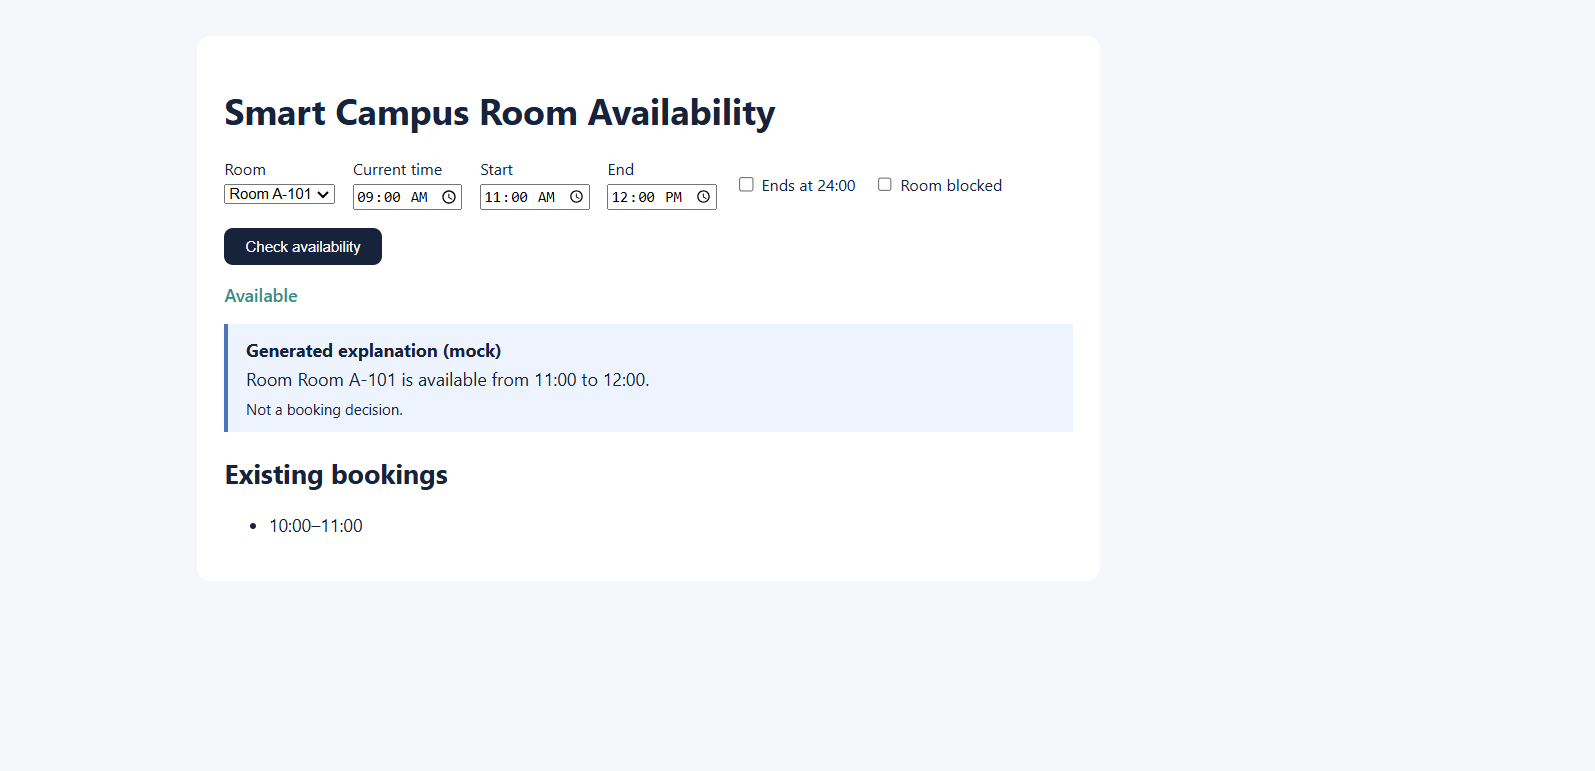 Smart Campus Room Availability
Room Current time Start End
Room A-101 09:00 AM 11:00 AM 12:00 PM Ends at 24:00 Room blocked
Check availability
Available
Generated explanation (mock)
Room Room A-101 is available from 11:00 to 12:00.
Not a booking decision.
Existing bookings
• 10:00–11:00